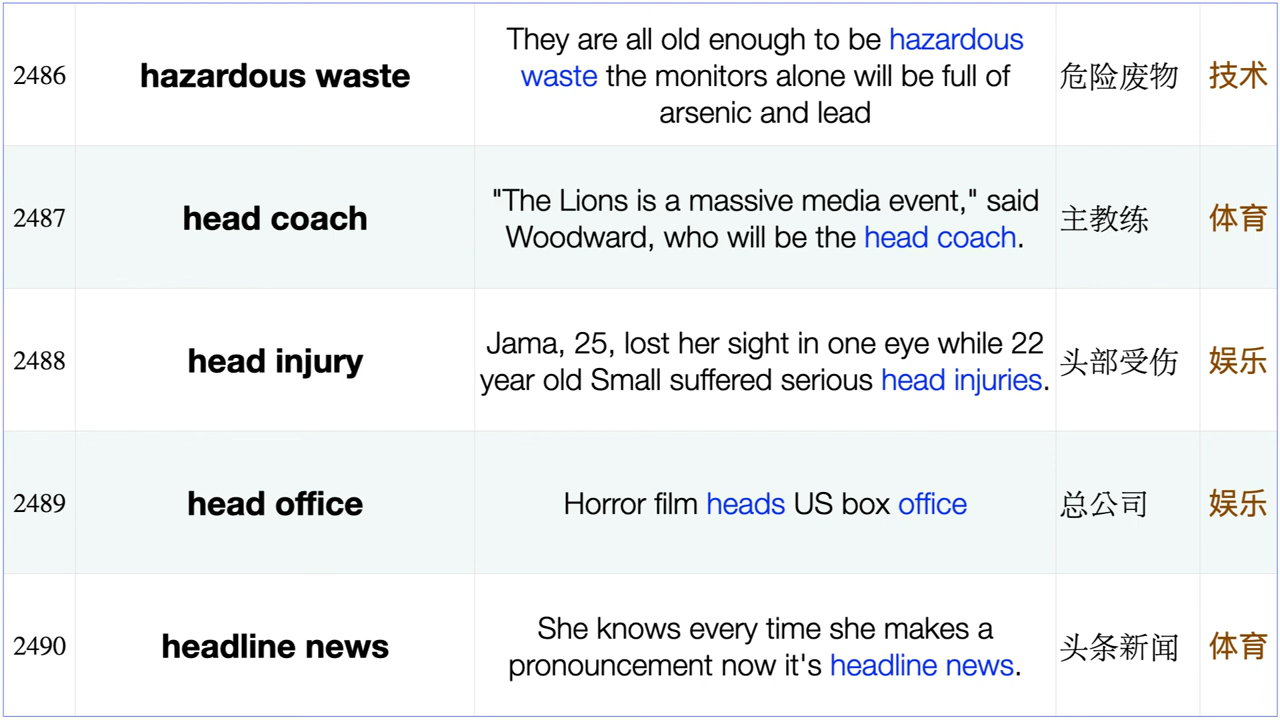 They are all old enough to be hazardous
2486 hazardous waste waste the monitors alone will be full of 危险废物 技术
arsenic and lead
"The Lions is a massive media event," said
2487 head coach 主教练 体育
Woodward, who will be the head coach.
Jama, 25, lost her sight in one eye while 22
2488 head injury 头部受伤 娱乐
year old Small suffered serious head injuries.
2489 head office Horror film heads US box office 总公司 娱乐
She knows every time she makes a
2490 headline news 头条新闻 体育
pronouncement now it's headline news.